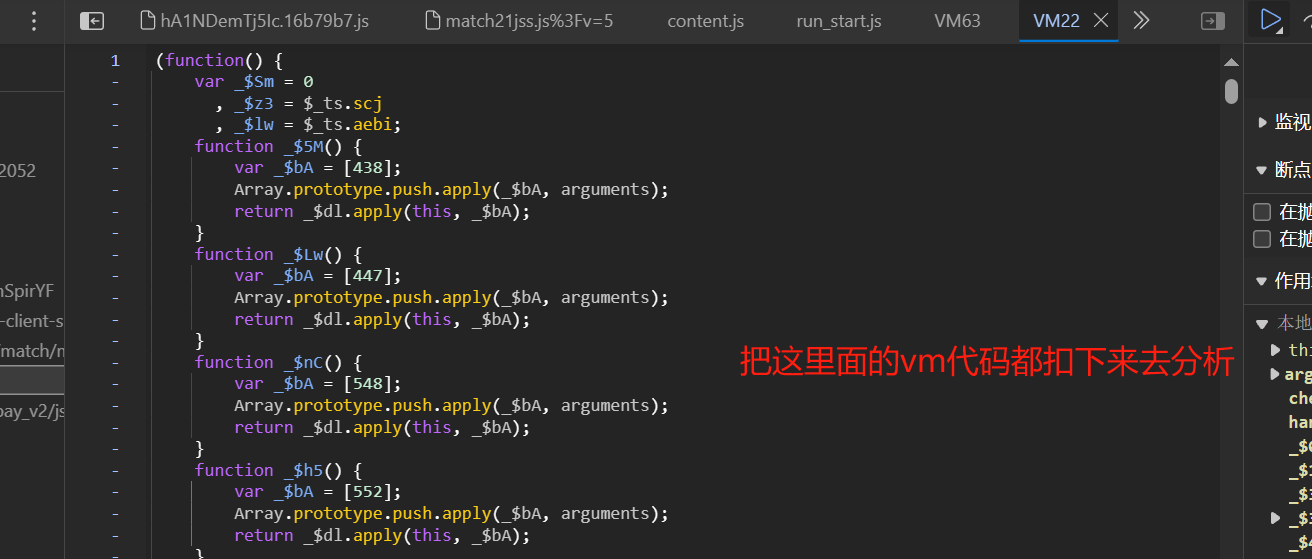 hA1NDemTj5Ic.16b79b7.js match21jss.js%3Fv=5 content.js run_start.js VM63 VM22
1 (function() {
- var _$Sm = 0
- , _$z3 = $_ts.scj
- , _$lw = $_ts.aebi;
- function _$5M() {
- var _$bA = [438];
- Array.prototype.push.apply(_$bA, arguments);
- return _$dl.apply(this, _$bA);
- }
- function _$Lw() {
- var _$bA = [447];
- Array.prototype.push.apply(_$bA, arguments);
- return _$dl.apply(this, _$bA);
- }
- function _$nC() {
- var _$bA = [548];
- Array.prototype.push.apply(_$bA, arguments);
- return _$dl.apply(this, _$bA);
- }
- function _$h5() {
- var _$bA = [552];
- Array.prototype.push.apply(_$bA, arguments);
- return _$dl.apply(this, _$bA);
- }
把这里面的vm代码都扣下来去分析
2052
nSpirYF
-client-s
/match/m
pay_v2/js
监视
断点
在抛
在抛
作用
本地
thi
arg
che
han